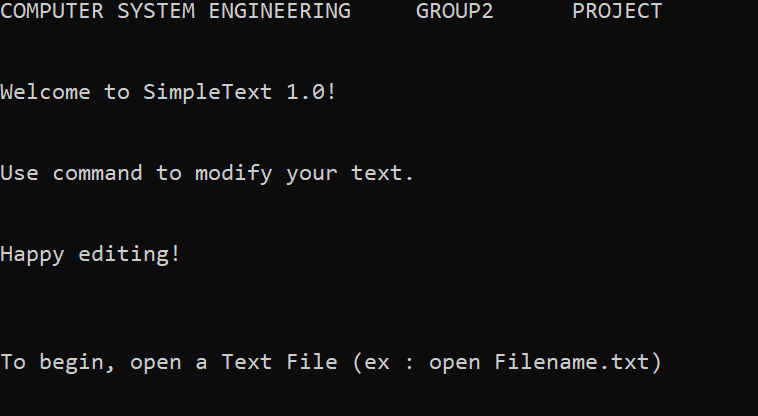 COMPUTER SYSTEM ENGINEERING     GROUP2      PROJECT
Welcome to SimpleText 1.0!
Use command to modify your text.
Happy editing!
To begin, open a Text File (ex : open Filename.txt)